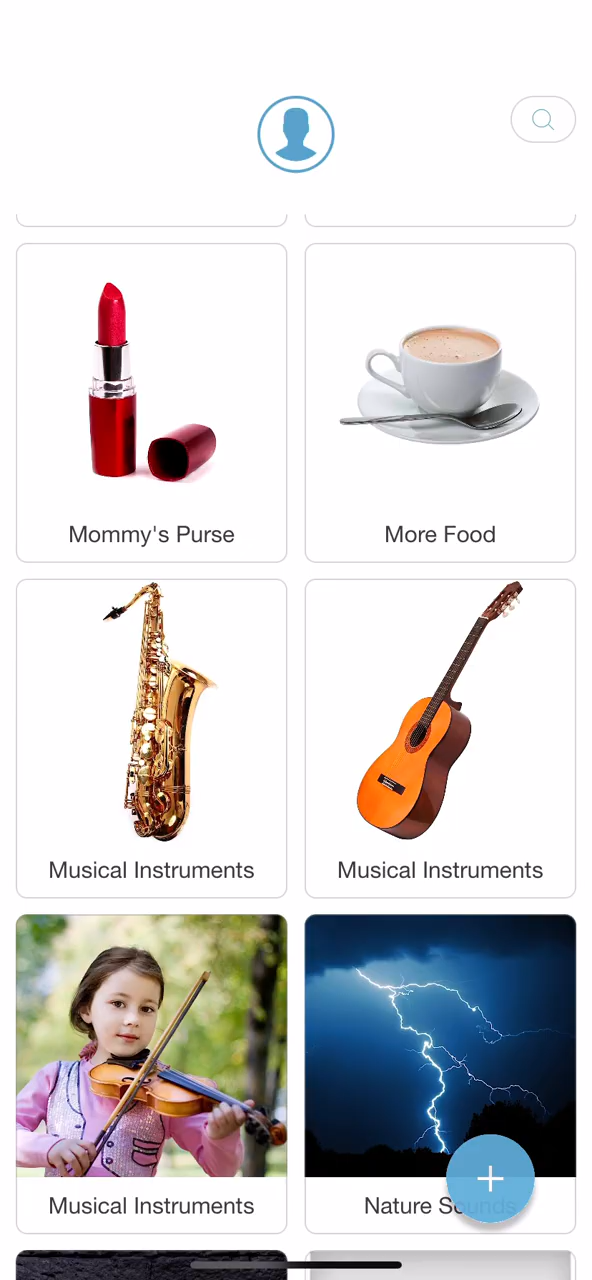 Mommy's Purse
More Food
Musical Instruments
Musical Instruments
Musical Instruments
Nature Sounds